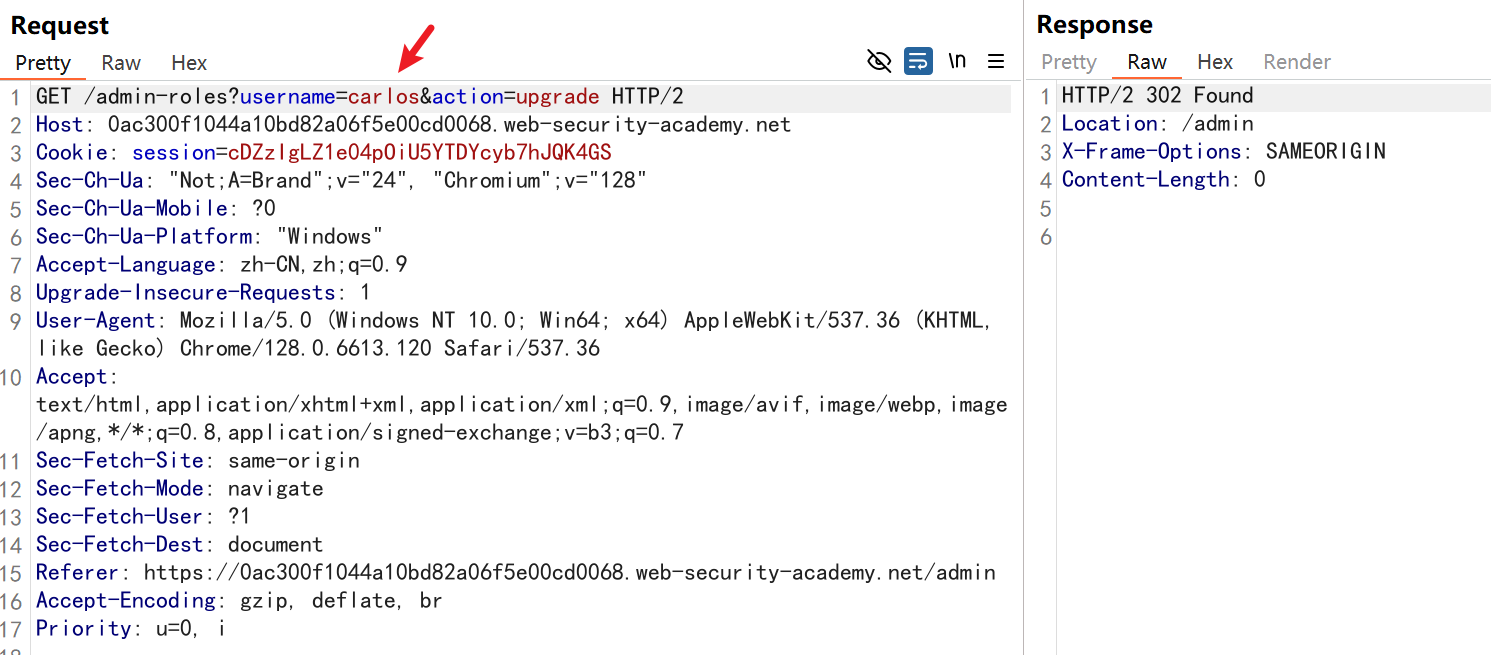 Request
Pretty Raw Hex \n
1 GET /admin-roles?username=carlos&action=upgrade HTTP/2
2 Host: 0ac300f1044a10bd82a06f5e00cd0068.web-security-academy.net
3 Cookie: session=cDZzIgLZ1e04pOiU5YTDYcyb7hJQK4GS
4 Sec-Ch-Ua: "Not;A=Brand";v="24", "Chromium";v="128"
5 Sec-Ch-Ua-Mobile: ?0
6 Sec-Ch-Ua-Platform: "Windows"
7 Accept-Language: zh-CN,zh;q=0.9
8 Upgrade-Insecure-Requests: 1
9 User-Agent: Mozilla/5.0 (Windows NT 10.0; Win64; x64) AppleWebKit/537.36 (KHTML,
like Gecko) Chrome/128.0.6613.120 Safari/537.36
10 Accept:
text/html,application/xhtml+xml,application/xml;q=0.9,image/avif,image/webp,image
/apng,*/*;q=0.8,application/signed-exchange;v=b3;q=0.7
11 Sec-Fetch-Site: same-origin
12 Sec-Fetch-Mode: navigate
13 Sec-Fetch-User: ?1
14 Sec-Fetch-Dest: document
15 Referer: https://0ac300f1044a10bd82a06f5e00cd0068.web-security-academy.net/admin
16 Accept-Encoding: gzip, deflate, br
17 Priority: u=0, i
18
Response
Pretty Raw Hex Render
1 HTTP/2 302 Found
2 Location: /admin
3 X-Frame-Options: SAMEORIGIN
4 Content-Length: 0
5
6